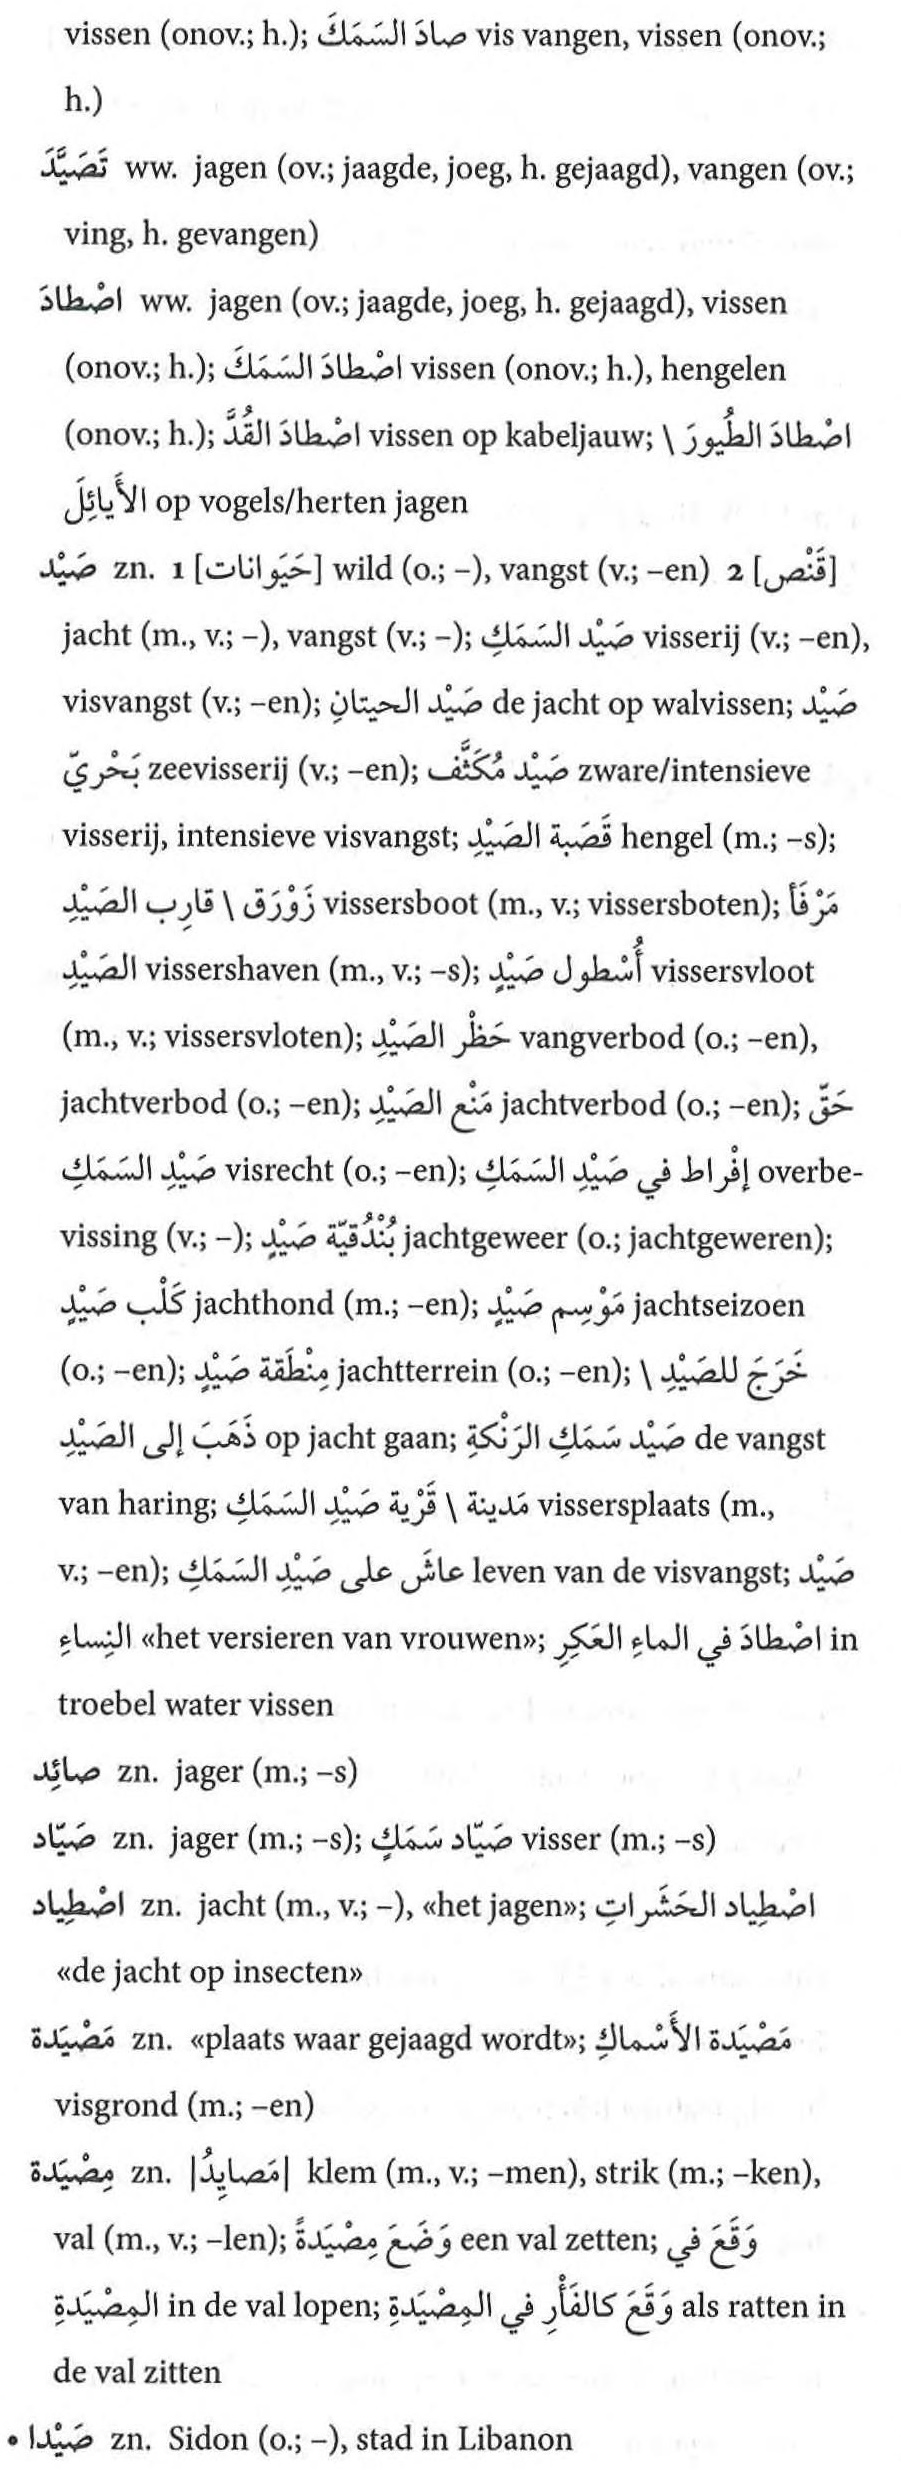 vissen (onov.; h.); صادَ السَمَكَ vis vangen, vissen (onov.;
h.)
تَصَيَّدَ ww. jagen (ov.; jaagde, joeg, h. gejaagd), vangen (ov.;
ving, h. gevangen)
اصْطادَ ww. jagen (ov.; jaagde, joeg, h. gejaagd), vissen
(onov.; h.); اصْطادَ السَمَكَ vissen (onov.; h.), hengelen
(onov.; h.); اصْطادَ القُدَّ vissen op kabeljauw; اصْطادَ الطُيورَ \
الأَيائِلَ op vogels/herten jagen
صَيْد zn. 1 [حَيَوانات] wild (o.; –), vangst (v.; –en) 2 [قَنْص]
jacht (m., v.; –), vangst (v.; –); صَيْد السَمَكِ visserij (v.; –en),
visvangst (v.; –en); صَيْد الحيتانِ de jacht op walvissen; صَيْد
بَحْريّ zeevisserij (v.; –en); صَيْد مُكَثَّف zware/intensieve
visserij, intensieve visvangst; قَصَبة الصَيْدِ hengel (m.; –s);
زَوْرَق \ قارِب الصَيْدِ vissersboot (m., v.; vissersboten); مَرْفَأ
الصَيْدِ vissershaven (m., v.; –s); أُسْطول صَيْدٍ vissersvloot
(m., v.; vissersvloten); حَظْر الصَيْدِ vangverbod (o.; –en),
jachtverbod (o.; –en); مَنْع الصَيْدِ jachtverbod (o.; –en); حَقّ
صَيْدِ السَمَكِ visrecht (o.; –en); إفْراط في صَيْدِ السَمَكِ overbe-
vissing (v.; –); بُنْدُقيّة صَيْدٍ jachtgeweer (o.; jachtgeweren);
كَلْب صَيْدٍ jachthond (m.; –en); مَوْسِم صَيْدٍ jachtseizoen
(o.; –en); مِنْطَقة صَيْدٍ jachtterrein (o.; –en); خَرَجَ للصَيْدِ \
ذَهَبَ إلى الصَيْدِ op jacht gaan; صَيْد سَمَكِ الرَنْكةِ de vangst
van haring; مَدينة \ قَرْية صَيْدِ السَمَكِ vissersplaats (m.,
v.; –en); عاشَ على صَيْدِ السَمَكِ leven van de visvangst; صَيْد
النِساءِ «het versieren van vrouwen»; اصْطادَ في الماءِ العَكِرِ in
troebel water vissen
صائِد zn. jager (m.; –s)
صَيّاد zn. jager (m.; –s); صَيّاد سَمَكٍ visser (m.; –s)
اصْطِياد zn. jacht (m., v.; –), «het jagen»; اصْطِياد الحَشَراتِ
«de jacht op insecten»
مَصْيَدة zn. «plaats waar gejaagd wordt»; مَصْيَدة الأَسْماكِ
visgrond (m.; –en)
مِصْيَدة zn. |مَصايِدُ| klem (m., v.; –men), strik (m.; –ken),
val (m., v.; –len); وَضَعَ مِصْيَدةً een val zetten; وَقَعَ في
المِصْيَدةِ in de val lopen; وَقَعَ كالفَأْرِ في المِصْيَدةِ als ratten in
de val zitten
• صَيْدا zn. Sidon (o.; –), stad in Libanon